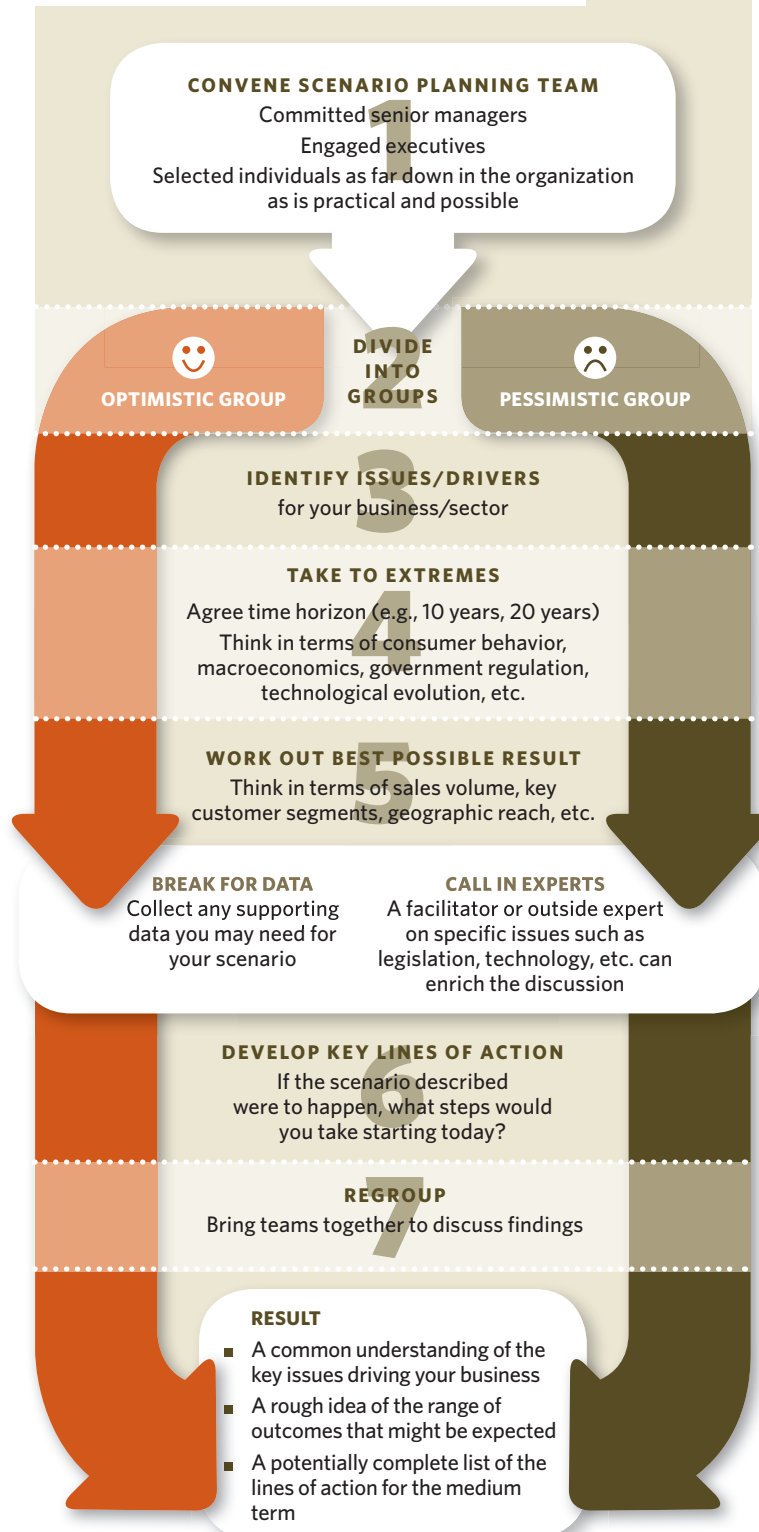 1
CONVENE SCENARIO PLANNING TEAM
Committed senior managers
Engaged executives
Selected individuals as far down in the organization
as is practical and possible
2
DIVIDE
INTO
GROUPS
OPTIMISTIC GROUP
PESSIMISTIC GROUP
3
IDENTIFY ISSUES/DRIVERS
for your business/sector
4
TAKE TO EXTREMES
Agree time horizon (e.g., 10 years, 20 years)
Think in terms of consumer behavior,
macroeconomics, government regulation,
technological evolution, etc.
5
WORK OUT BEST POSSIBLE RESULT
Think in terms of sales volume, key
customer segments, geographic reach, etc.
BREAK FOR DATA
Collect any supporting
data you may need for
your scenario
CALL IN EXPERTS
A facilitator or outside expert
on specific issues such as
legislation, technology, etc. can
enrich the discussion
6
DEVELOP KEY LINES OF ACTION
If the scenario described
were to happen, what steps would
you take starting today?
7
REGROUP
Bring teams together to discuss findings
RESULT
■ A common understanding of the
key issues driving your business
■ A rough idea of the range of
outcomes that might be expected
■ A potentially complete list of the
lines of action for the medium
term